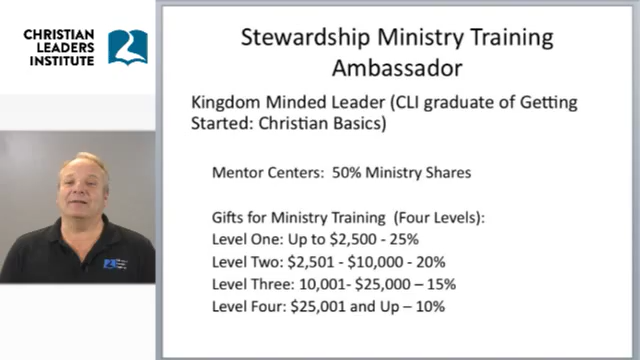 CHRISTIAN
LEADERS
INSTITUTE
Stewardship Ministry Training
Ambassador
Kingdom Minded Leader (CLI graduate of Getting
Started: Christian Basics)
Mentor Centers: 50% Ministry Shares
Gifts for Ministry Training (Four Levels):
Level One: Up to $2,500 - 25%
Level Two: $2,501 - $10,000 - 20%
Level Three: 10,001- $25,000 – 15%
Level Four: $25,001 and Up – 10%